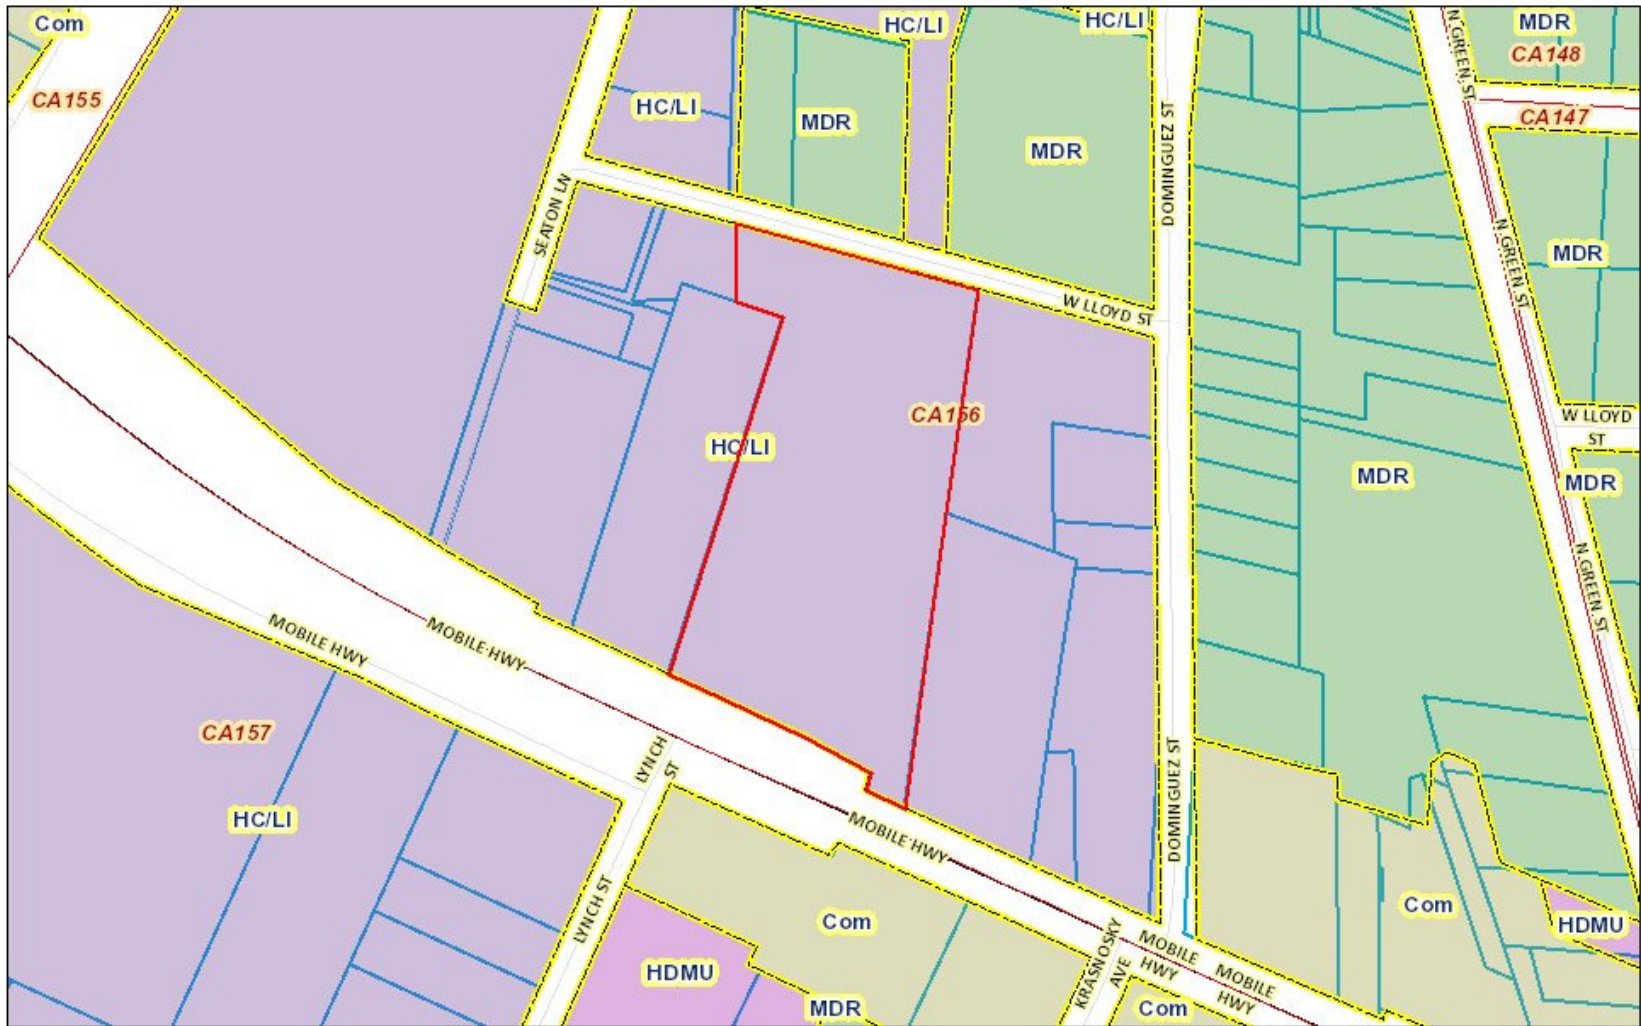 Com
HC/LI
HC/LI
MDR
CA148
CA155
HC/LI
MDR
MDR
CA147
N GREEN ST
DOMINGUEZ ST
SEATON LN
N GREEN ST
MDR
W LLOYD ST
CA156
W LLOYD
ST
HC/LI
MDR
MDR
N GREEN ST
MOBILE HWY
MOBILE HWY
CA157
LYNCH
ST
DOMINGUEZ ST
HC/LI
MOBILE HWY
LYNCH ST
Com
Com
HDMU
HDMU
KRASNOSKY
AVE
MOBILE
HWY
MOBILE
HWY
MDR
Com